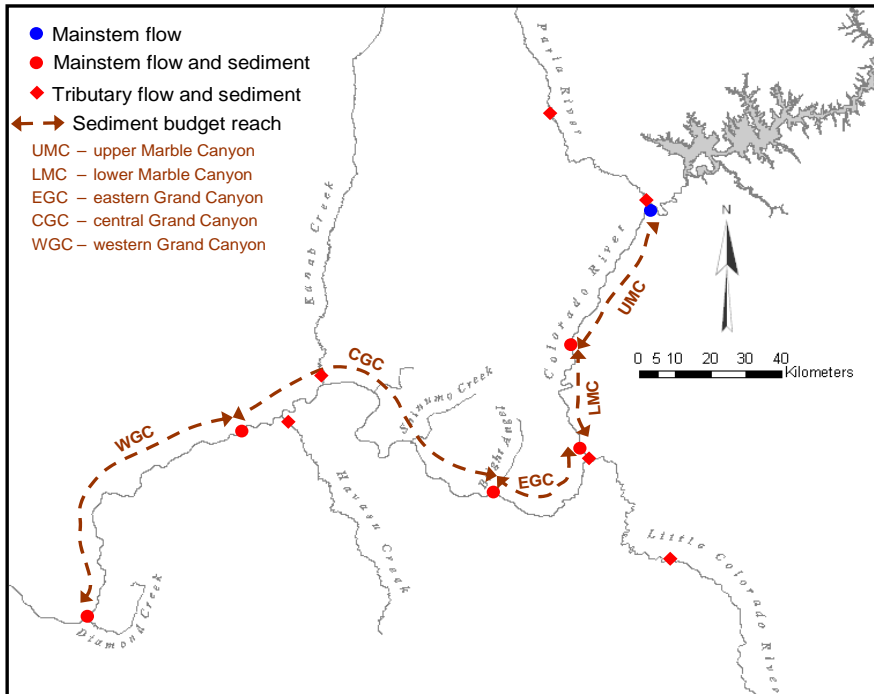 Mainstem flow
Mainstem flow and sediment
Tributary flow and sediment
Sediment budget reach
UMC – upper Marble Canyon
LMC – lower Marble Canyon
EGC – eastern Grand Canyon
CGC – central Grand Canyon
WGC – western Grand Canyon
Paria River
Kanab Creek
Colorado River
N
UMC
0 5 10 20 30 40
Kilometers
CGC
LMC
Shinumo Creek
Bright Angel
WGC
EGC
Havasu Creek
Little Colorado River
Diamond Creek